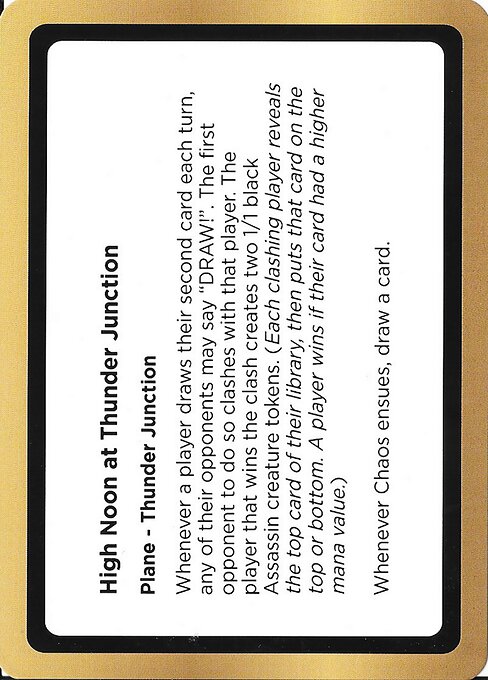 High Noon at Thunder Junction
Plane - Thunder Junction
Whenever a player draws their second card each turn,
any of their opponents may say "DRAW!". The first
opponent to do so clashes with that player. The
player that wins the clash creates two 1/1 black
Assassin creature tokens. (Each clashing player reveals
the top card of their library, then puts that card on the
top or bottom. A player wins if their card had a higher
mana value.)
Whenever Chaos ensues, draw a card.